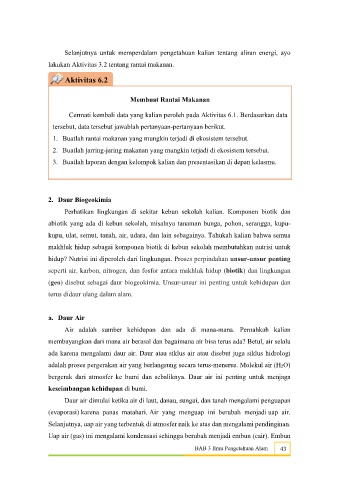 Selanjutnya untuk memperdalam pengetahuan kalian tentang aliran energi, ayo
lakukan Aktivitas 3.2 tentang rantai makanan.
Aktivitas 6.2
Membuat Rantai Makanan
Cermati kembali data yang kalian peroleh pada Aktivitas 6.1. Berdasarkan data
tersebut, data tersebut jawablah pertanyaan-pertanyaan berikut.
1. Buatlah rantai makanan yang mungkin terjadi di ekosistem tersebut.
2. Buatlah jarring-jaring makanan yang mungkin terjadi di ekosistem tersebut.
3. Buatlah laporan dengan kelompok kalian dan presentasikan di depan kelasmu.
2. Daur Biogeokimia
Perhatikan lingkungan di sekitar kebun sekolah kalian. Komponen biotik dan
abiotik yang ada di kebun sekolah, misalnya tanaman bunga, pohon, serangga, kupu-
kupu, ulat, semut, tanah, air, udara, dan lain sebagainya. Tahukah kalian bahwa semua
makhluk hidup sebagai komponen biotik di kebun sekolah membutuhkan nutrisi untuk
hidup? Nutrisi ini diperoleh dari lingkungan. Proses perpindahan unsur-unsur penting
seperti air, karbon, nitrogen, dan fosfor antara makhluk hidup (biotik) dan lingkungan
(geo) disebut sebagai daur biogeokimia. Unsur-unsur ini penting untuk kehidupan dan
terus didaur ulang dalam alam.
a. Daur Air
Air adalah sumber kehidupan dan ada di mana-mana. Pernahkah kalian
membayangkan dari mana air berasal dan bagaimana air bisa terus ada? Betul, air selalu
ada karena mengalami daur air. Daur atau siklus air atau disebut juga siklus hidrologi
adalah proses pergerakan air yang berlangsung secara terus-menerus. Molekul air (H₂O)
bergerak dari atmosfer ke bumi dan sebaliknya. Daur air ini penting untuk menjaga
keseimbangan kehidupan di bumi.
Daur air dimulai ketika air di laut, danau, sungai, dan tanah mengalami penguapan
(evaporasi) karena panas matahari. Air yang menguap ini berubah menjadi uap air.
Selanjutnya, uap air yang terbentuk di atmosfer naik ke atas dan mengalami pendinginan.
Uap air (gas) ini mengalami kondensasi sehingga berubah menjadi embun (cair). Embun
BAB 3 Ilmu Pengetahuan Alam 43